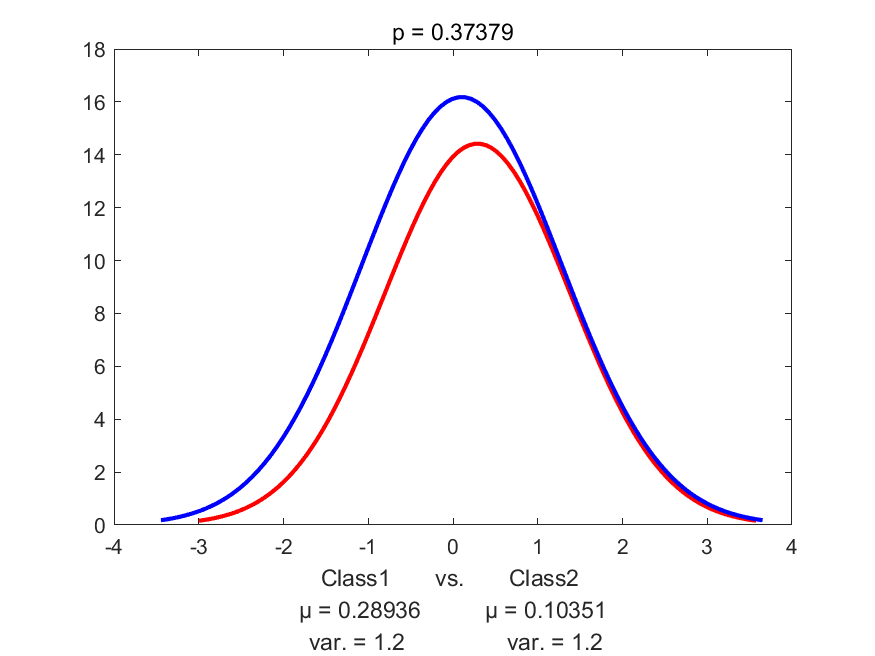 p = 0.37379
18
16
14
12
10
8
6
4
2
0
-4 -3 -2 -1 0 1 2 3 4
Class1 vs. Class2
μ = 0.28936 μ = 0.10351
var. = 1.2 var. = 1.2